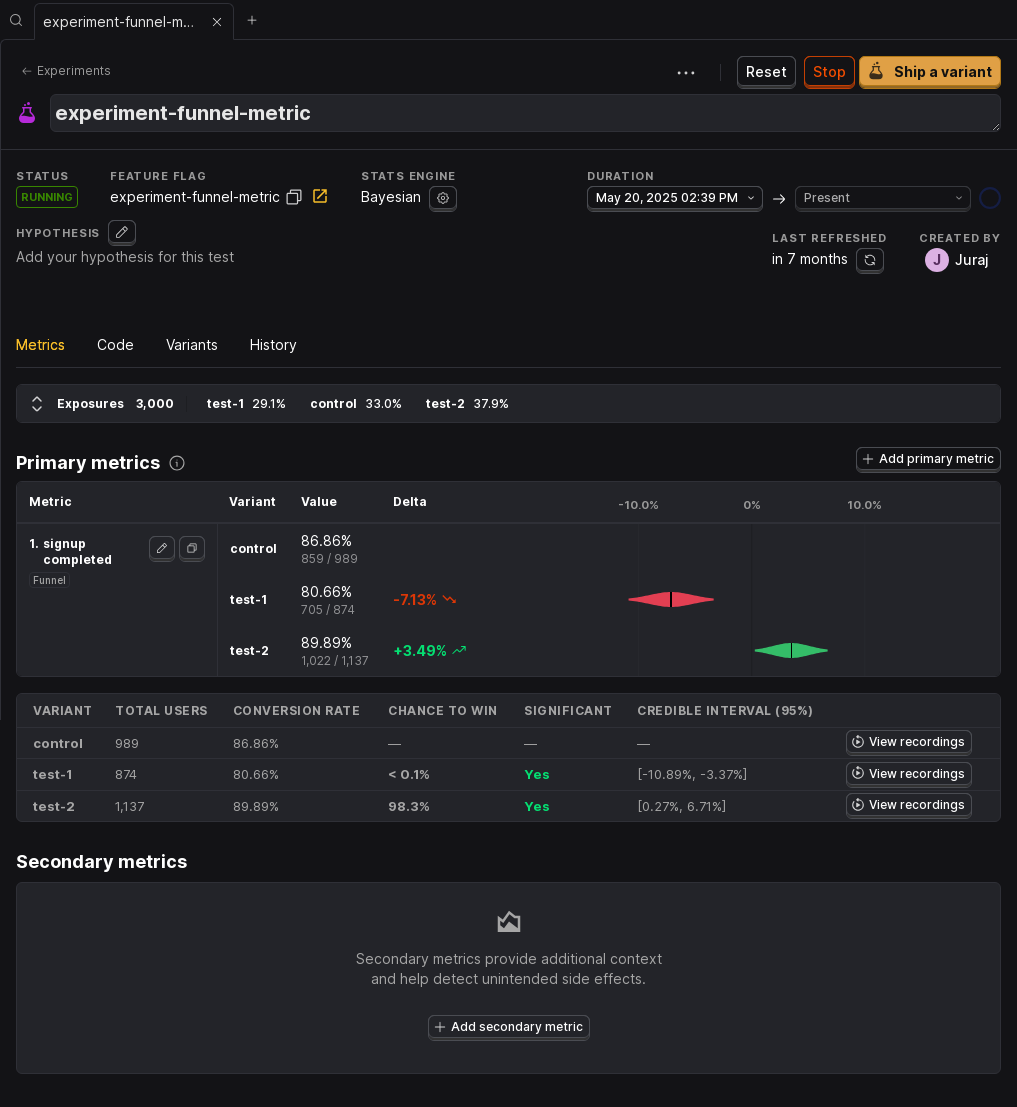 experiment-funnel-m...
Experiments
Reset
Stop
Ship a variant
experiment-funnel-metric
STATUS
FEATURE FLAG
STATS ENGINE
DURATION
RUNNING
experiment-funnel-metric
Bayesian
May 20, 2025 02:39 PM
Present
HYPOTHESIS
Add your hypothesis for this test
LAST REFRESHED
CREATED BY
in 7 months
J
Juraj
Metrics
Code
Variants
History
Exposures 3,000 test-1 29.1% control 33.0% test-2 37.9%
Primary metrics
Add primary metric
Metric Variant Value Delta -10.0% 0% 10.0%
1. signup completed
Funnel
control 86.86%
859 / 989
test-1 80.66% -7.13%
705 / 874
test-2 89.89% +3.49%
1,022 / 1,137
VARIANT TOTAL USERS CONVERSION RATE CHANCE TO WIN SIGNIFICANT CREDIBLE INTERVAL (95%)
control 989 86.86% — — — View recordings
test-1 874 80.66% < 0.1% Yes [-10.89%, -3.37%] View recordings
test-2 1,137 89.89% 98.3% Yes [0.27%, 6.71%] View recordings
Secondary metrics
Secondary metrics provide additional context
and help detect unintended side effects.
Add secondary metric